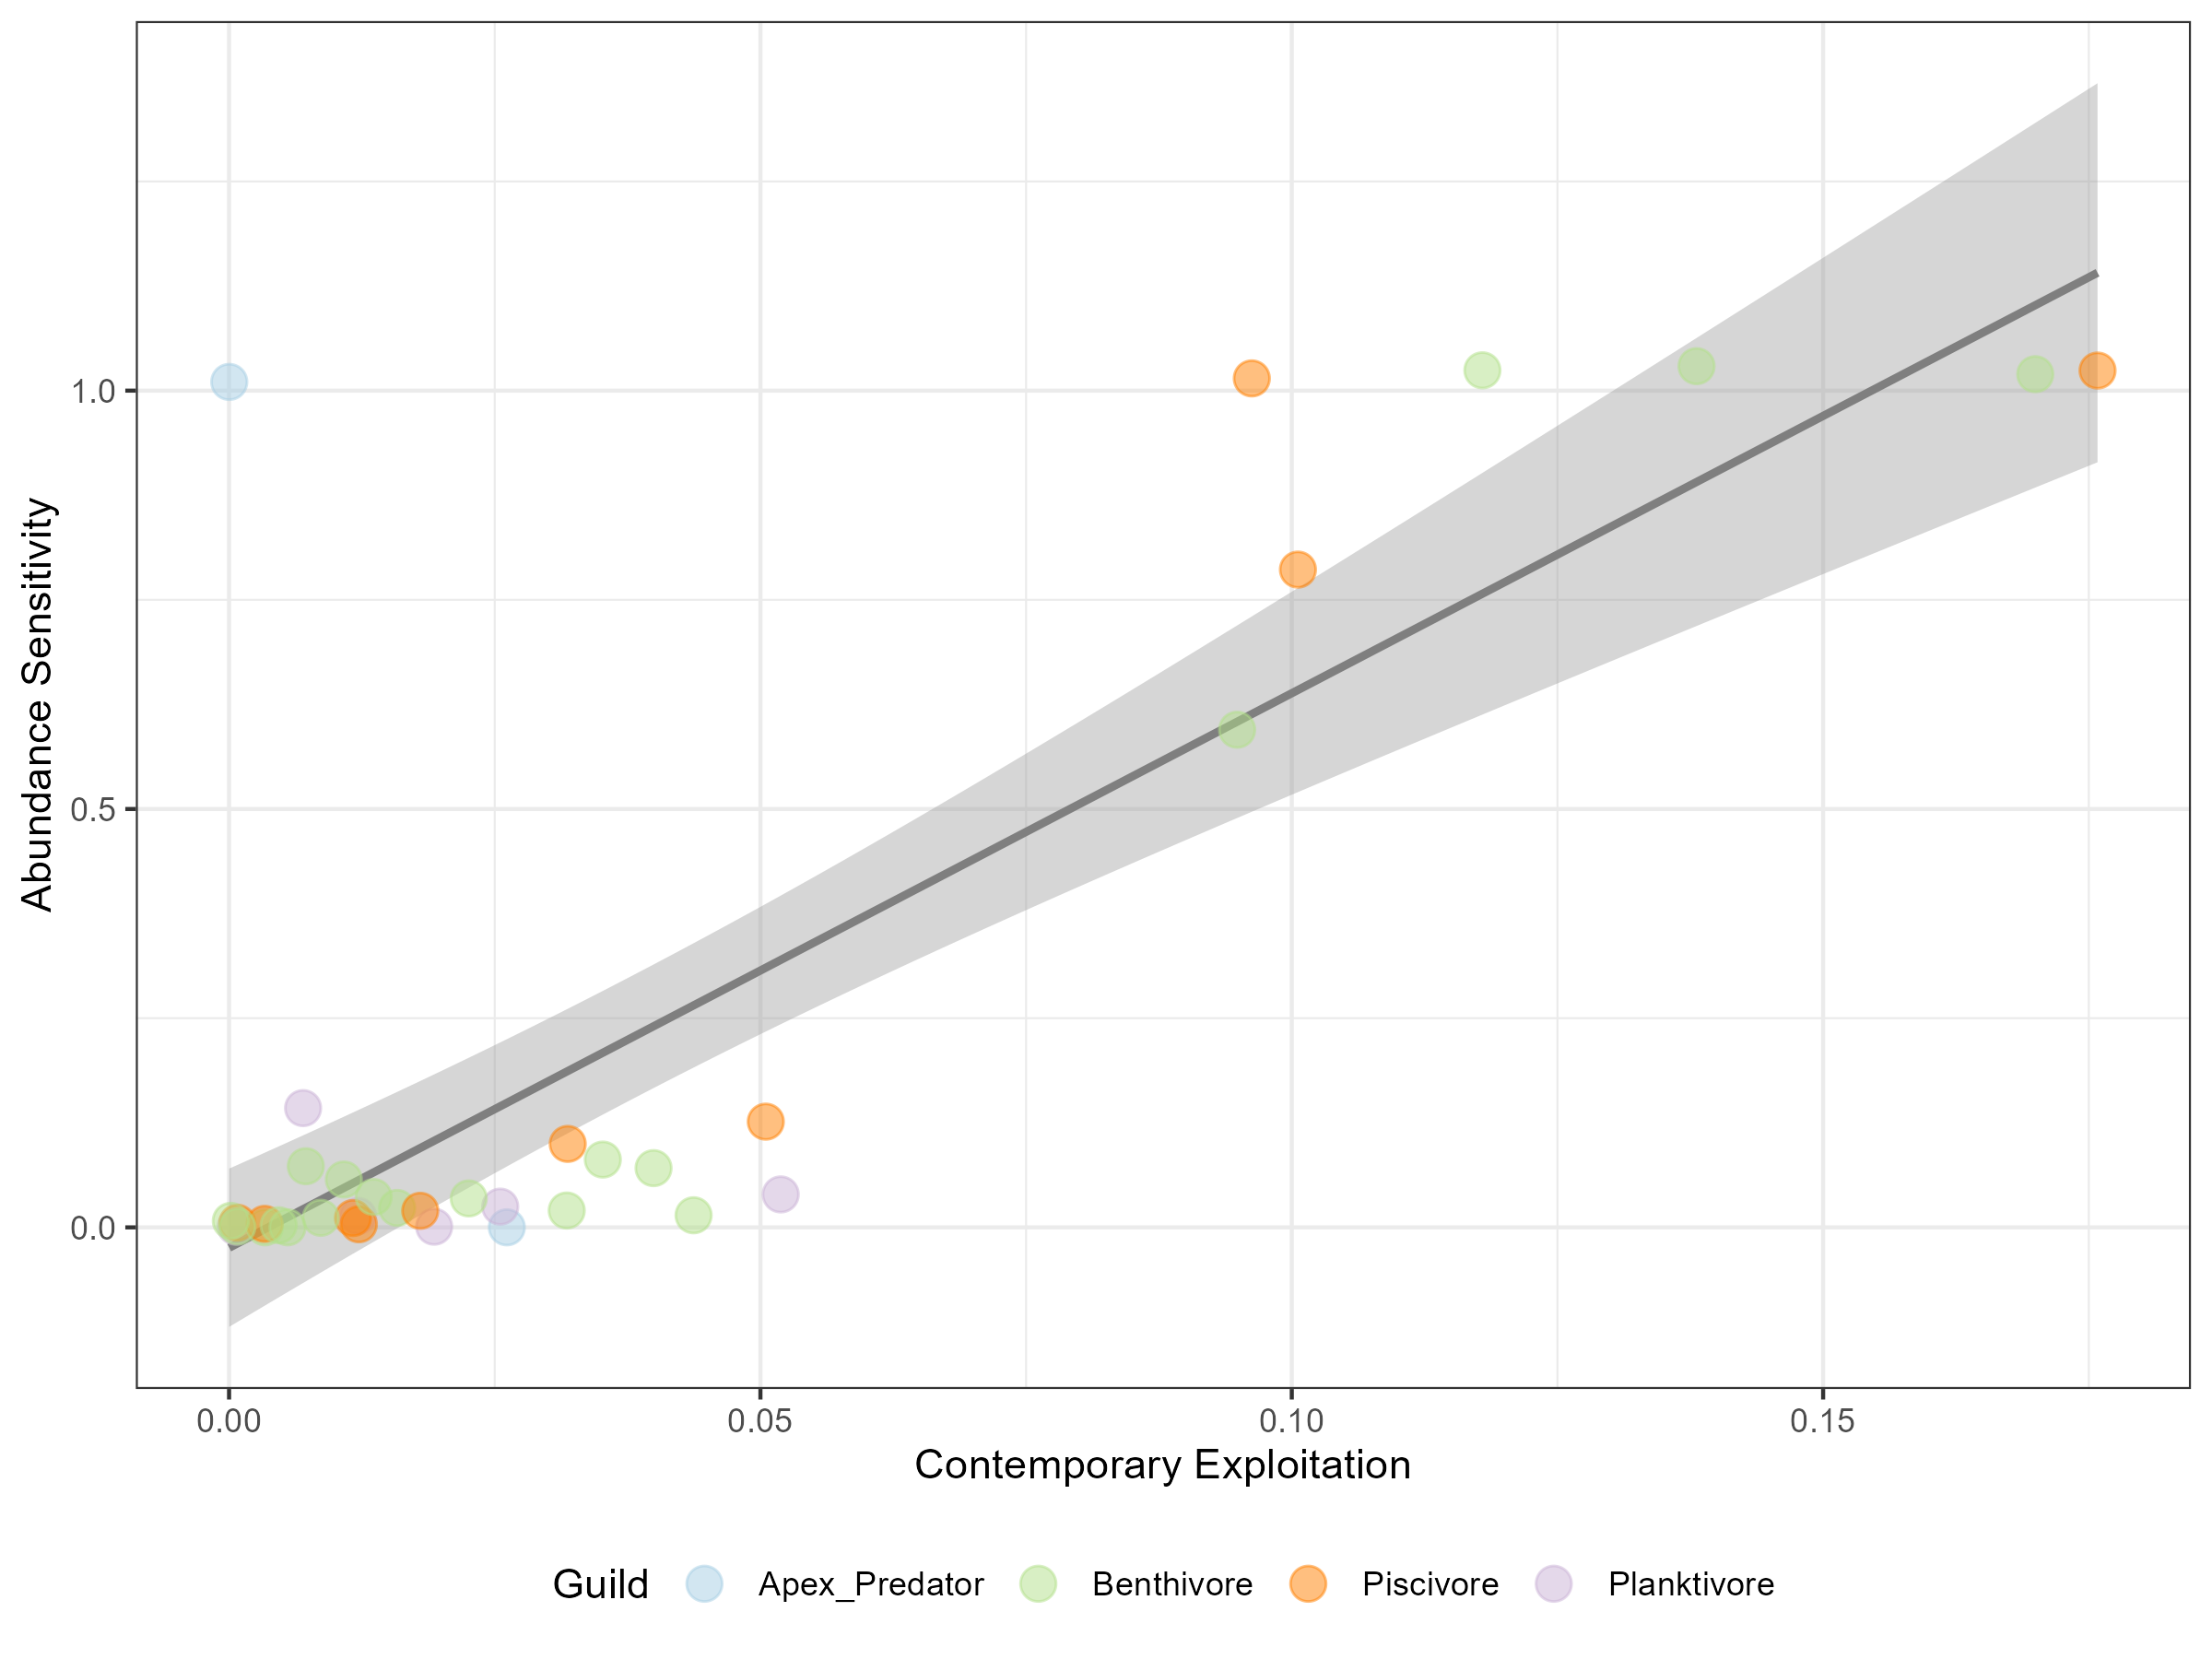 Abundance Sensitivity
1.0
0.5
0.0
0.00 0.05 0.10 0.15
Contemporary Exploitation
Guild Apex_Predator Benthivore Piscivore Planktivore